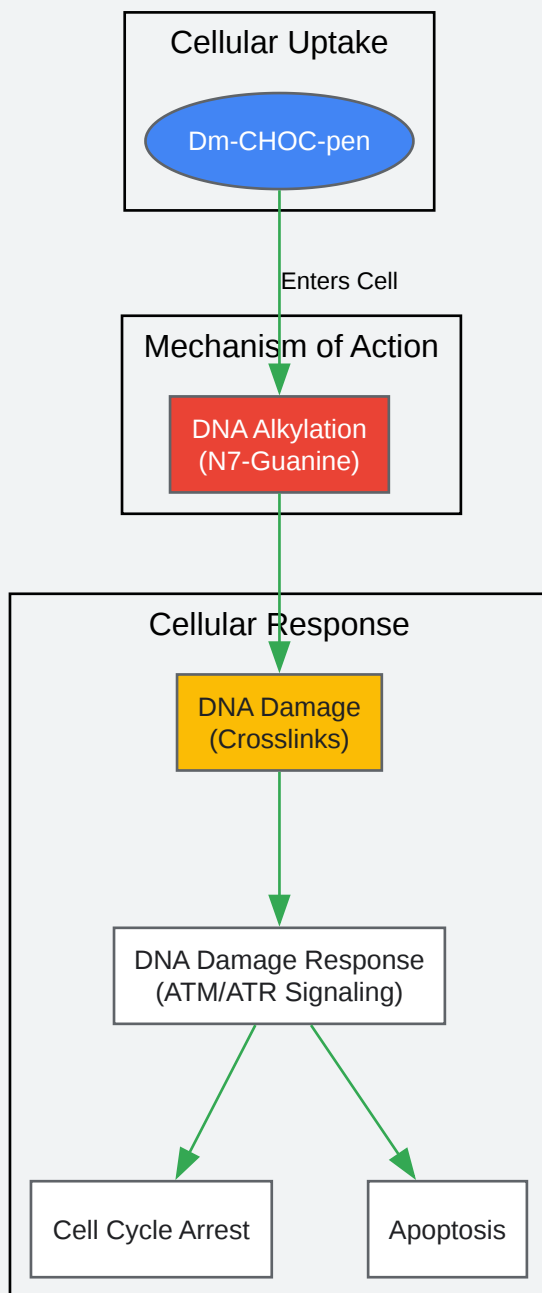 Cellular Uptake
Dm-CHOC-pen
Enters Cell
Mechanism of Action
DNA Alkylation
(N7-Guanine)
Cellular Response
DNA Damage
(Crosslinks)
DNA Damage Response
(ATM/ATR Signaling)
Cell Cycle Arrest
Apoptosis